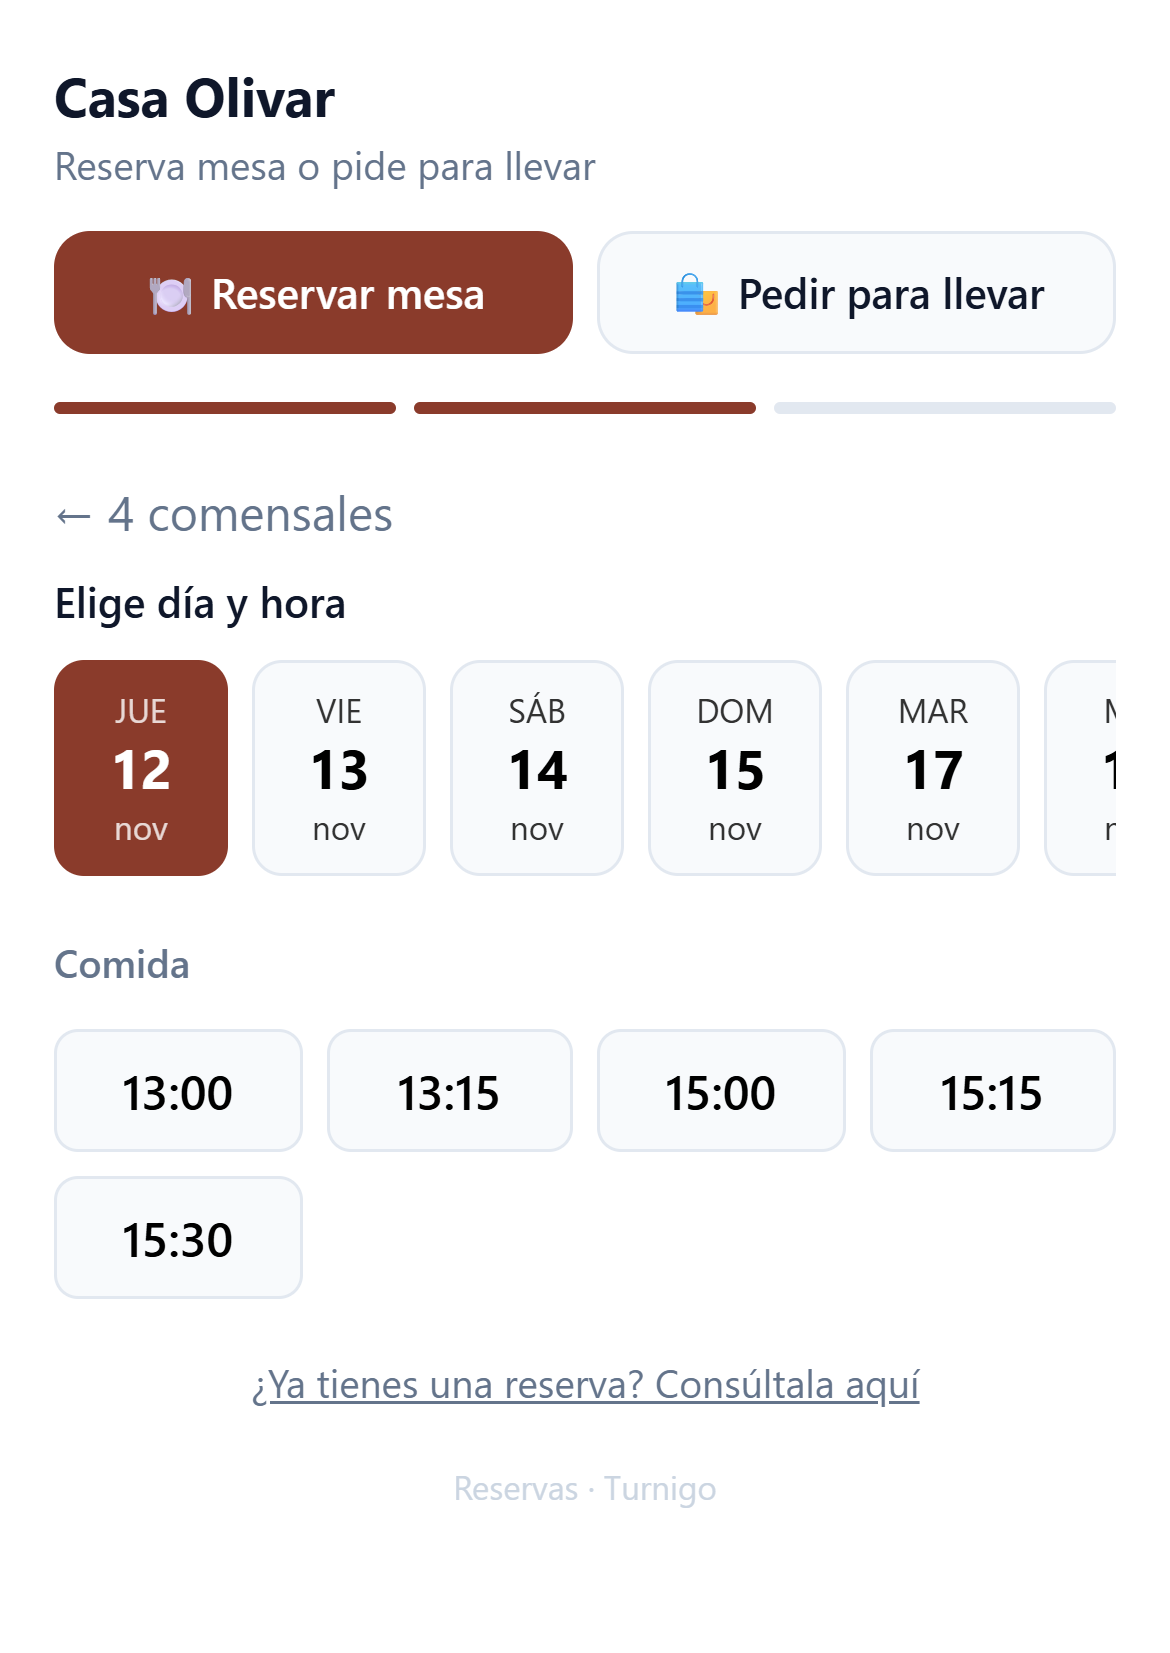 Casa Olivar
Reserva mesa o pide para llevar
Reservar mesa
Pedir para llevar
← 4 comensales
Elige día y hora
JUE
12
nov
VIE
13
nov
SÁB
14
nov
DOM
15
nov
MAR
17
nov
Comida
13:00
13:15
15:00
15:15
15:30
¿Ya tienes una reserva? Consúltala aquí
Reservas · Turnigo